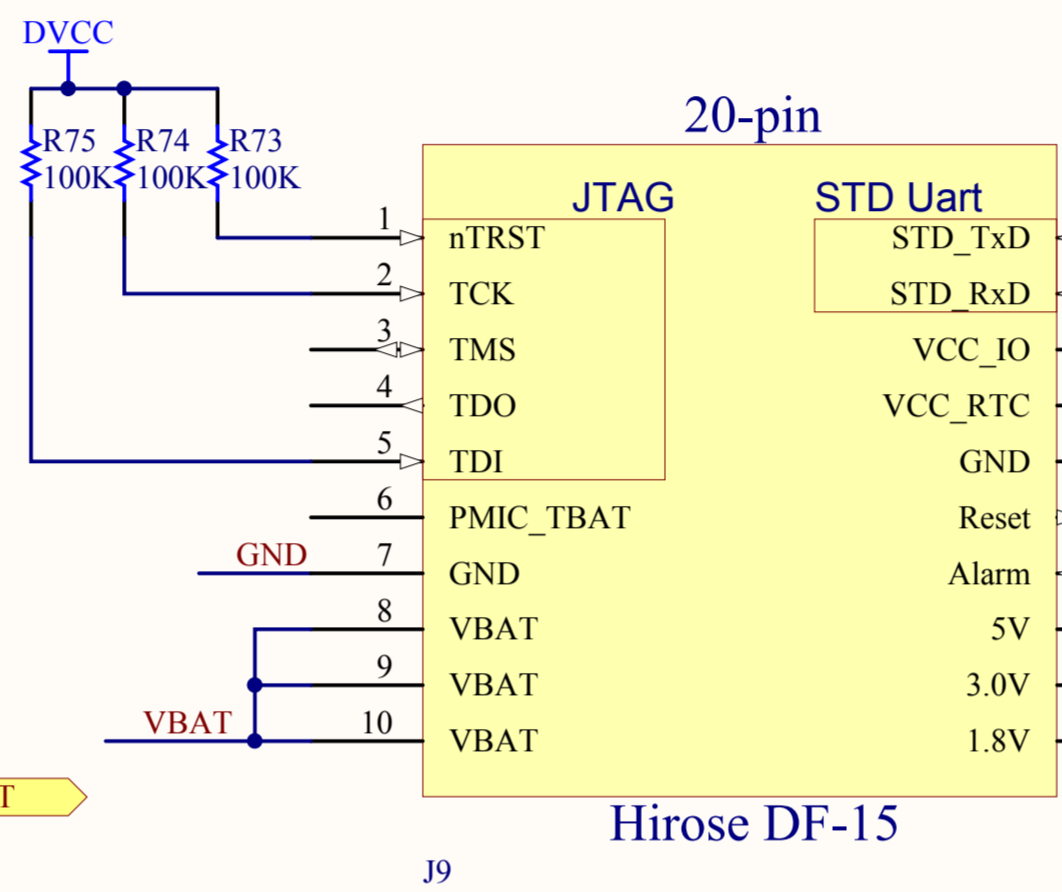 DVCC
R75
100K
R74
100K
R73
100K
20-pin
JTAG
STD Uart
1
nTRST
STD_TxD
2
TCK
STD_RxD
3
TMS
VCC_IO
4
TDO
VCC_RTC
5
TDI
GND
6
PMIC_TBAT
Reset
GND
7
GND
Alarm
8
VBAT
5V
9
VBAT
3.0V
VBAT
10
VBAT
1.8V
T
Hirose DF-15
J9